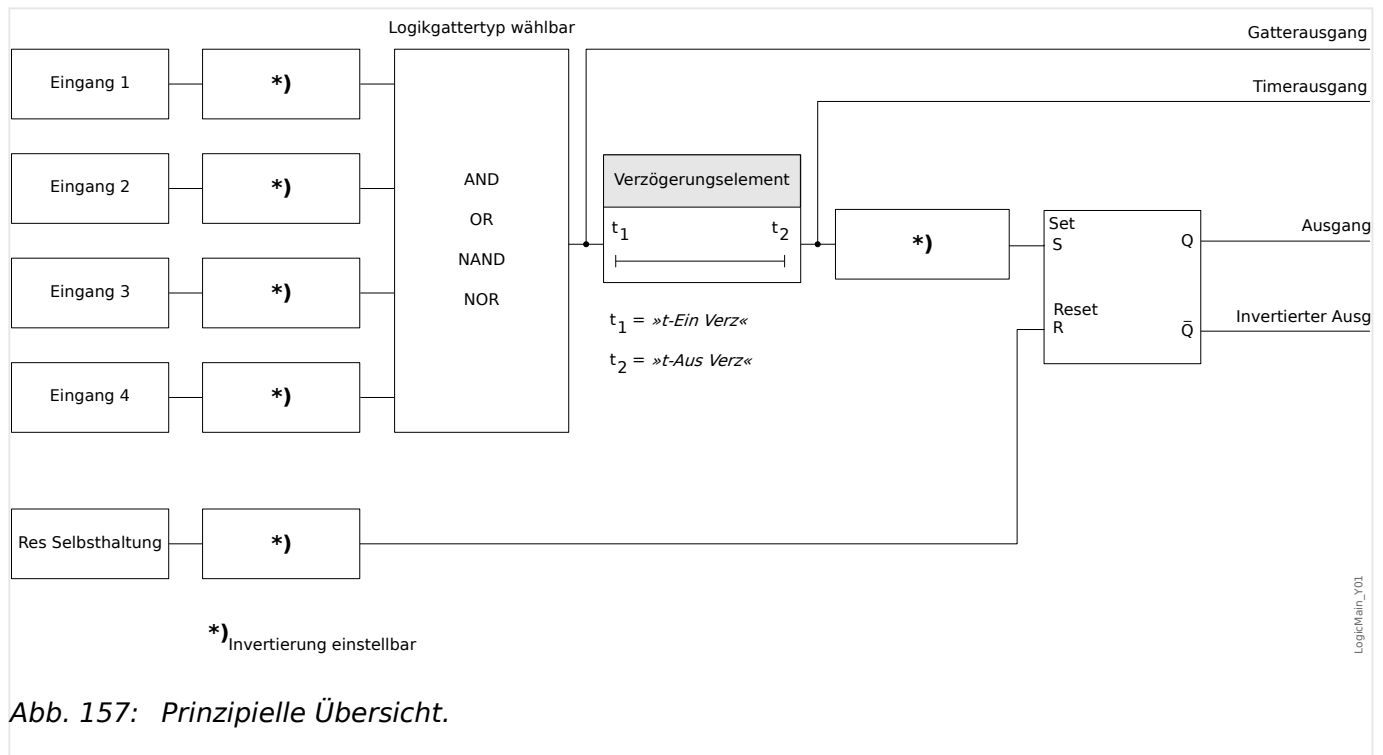 Logikgattertyp wählbar
Gatterausgang
Timerausgang
Eingang 1
*)
Eingang 2
*)
Eingang 3
*)
Eingang 4
*)
AND
OR
NAND
NOR
Verzögerungselement
t1
t2
t1 = »t-Ein Verz«
t2 = »t-Aus Verz«
*)
Set
S
Q
Reset
R
Q̅
Ausgang
Invertierter Ausg
Res Selbsthaltung
*)
*)Invertierung einstellbar
LogicMain_Y01
Abb. 157: Prinzipielle Übersicht.